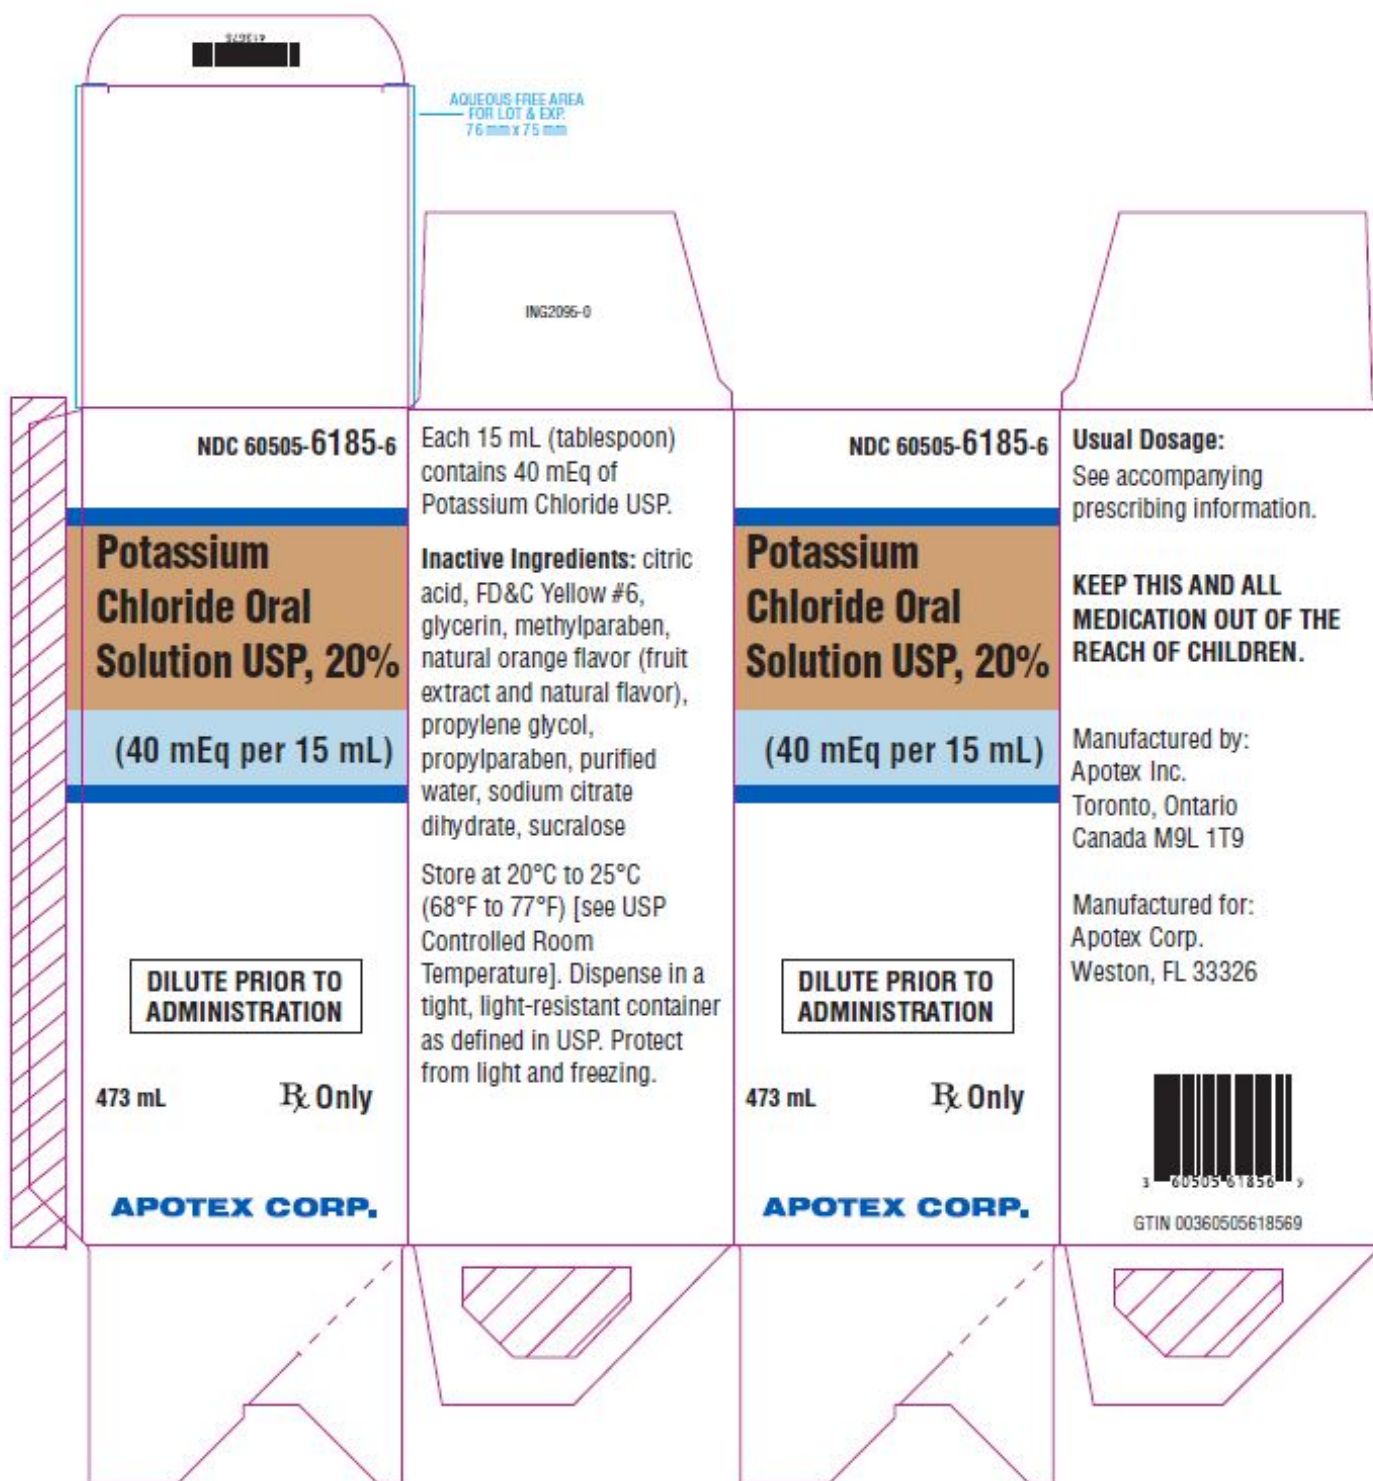 413675
AQUEOUS FREE AREA
FOR LOT & EXP.
76 mm x 75 mm
ING2095-0
NDC 60505-6185-6
Potassium
Chloride Oral
Solution USP, 20%
(40 mEq per 15 mL)
DILUTE PRIOR TO
ADMINISTRATION
473 mL
Rx Only
APOTEX CORP.
Each 15 mL (tablespoon)
contains 40 mEq of
Potassium Chloride USP.
Inactive Ingredients: citric
acid, FD&C Yellow #6,
glycerin, methylparaben,
natural orange flavor (fruit
extract and natural flavor),
propylene glycol,
propylparaben, purified
water, sodium citrate
dihydrate, sucralose
Store at 20°C to 25°C
(68°F to 77°F) [see USP
Controlled Room
Temperature]. Dispense in a
tight, light-resistant container
as defined in USP. Protect
from light and freezing.
NDC 60505-6185-6
Potassium
Chloride Oral
Solution USP, 20%
(40 mEq per 15 mL)
DILUTE PRIOR TO
ADMINISTRATION
473 mL
Rx Only
APOTEX CORP.
Usual Dosage:
See accompanying
prescribing information.
KEEP THIS AND ALL
MEDICATION OUT OF THE
REACH OF CHILDREN.
Manufactured by:
Apotex Inc.
Toronto, Ontario
Canada M9L 1T9
Manufactured for:
Apotex Corp.
Weston, FL 33326
3 60505 61856 9
GTIN 00360505618569